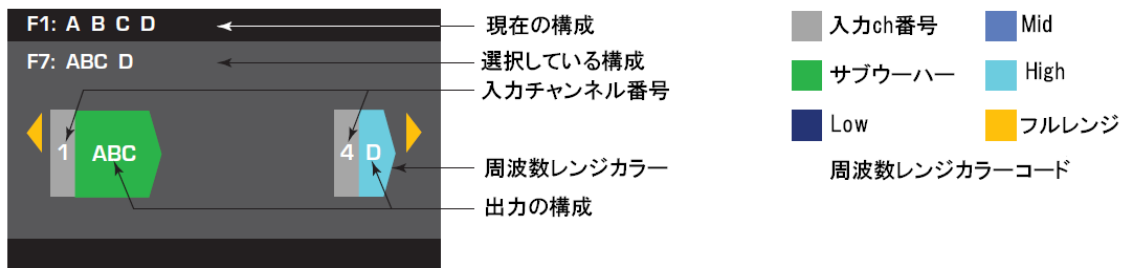 F1: A B C D
F7: ABC D
1
ABC
4
D
現在の構成
選択している構成
入力チャンネル番号
周波数レンジカラー
出力の構成
入力ch番号
Mid
サブウーハー
High
Low
フルレンジ
周波数レンジカラーコード